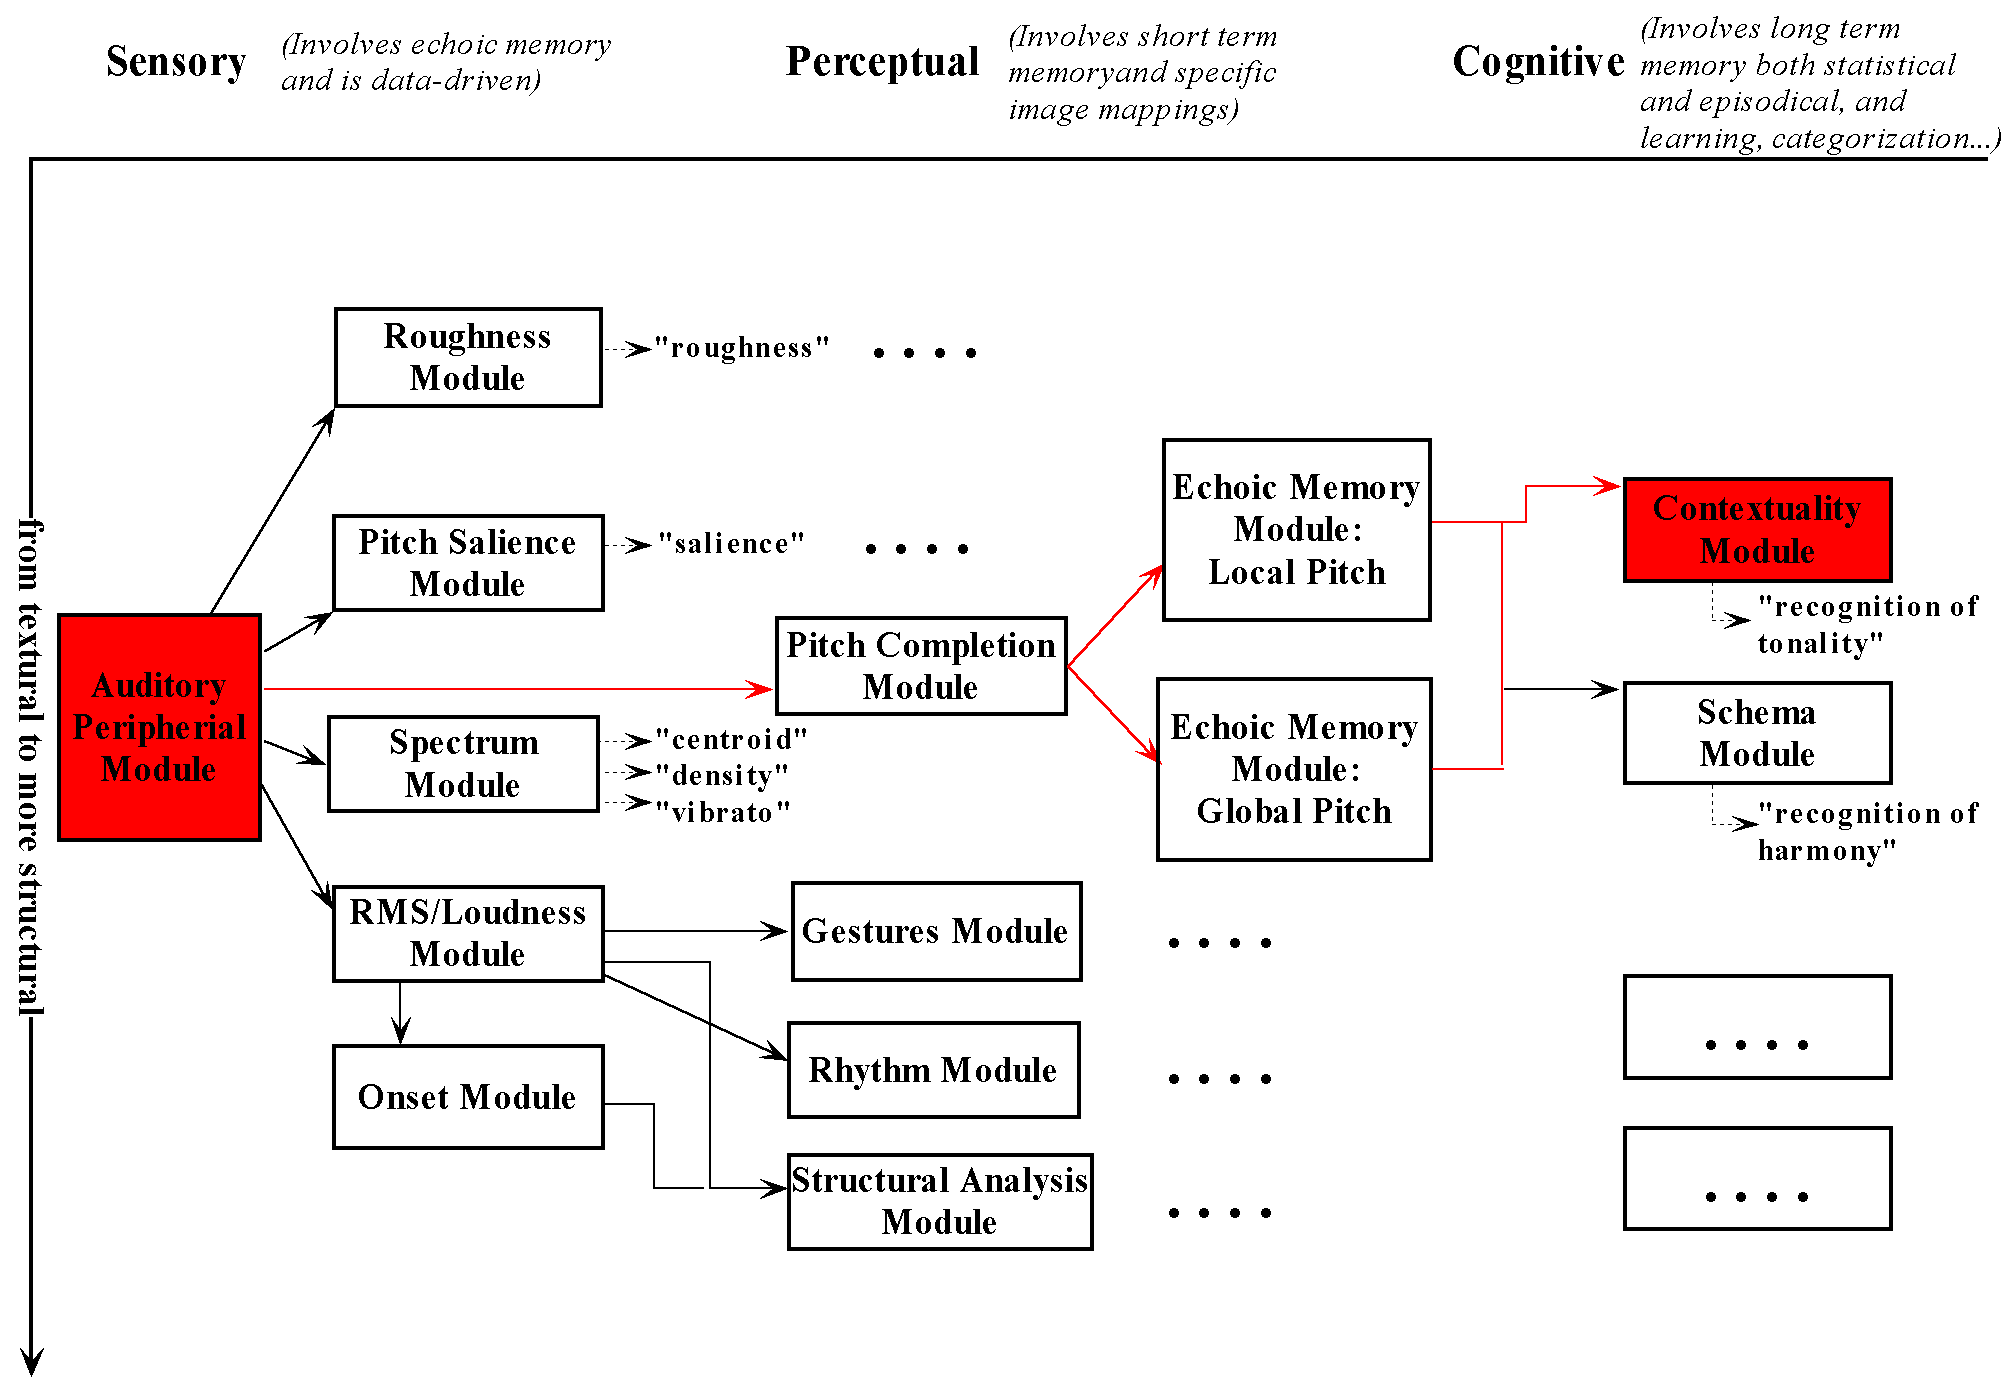 Sensory
(Involves echoic memory
and is data-driven)
Perceptual
(Involves short term
memoryand specific
image mappings)
Cognitive
(Involves long term
memory both statistical
and episodical, and
learning, categorization...)
from textural to more structural
Roughness
Module
"roughness"
. . . .
Pitch Salience
Module
"salience"
. . . .
Auditory
Peripherial
Module
Spectrum
Module
"centroid"
"density"
"vibrato"
Pitch Completion
Module
Echoic Memory
Module:
Local Pitch
Echoic Memory
Module:
Global Pitch
Contextuality
Module
"recognition of
tonality"
Schema
Module
"recognition of
harmony"
RMS/Loudness
Module
Gestures Module
. . . .
Onset Module
Rhythm Module
. . . .
. . . .
Structural Analysis
Module
. . . .
. . . .